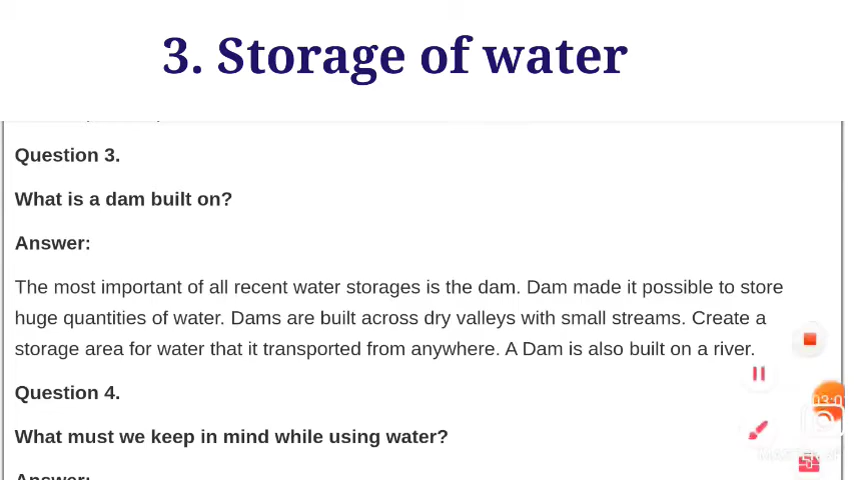 3. Storage of water
Question 3.
What is a dam built on?
Answer:
The most important of all recent water storages is the dam. Dam made it possible to store
huge quantities of water. Dams are built across dry valleys with small streams. Create a
storage area for water that it transported from anywhere. A Dam is also built on a river.
Question 4.
What must we keep in mind while using water?
Answer: